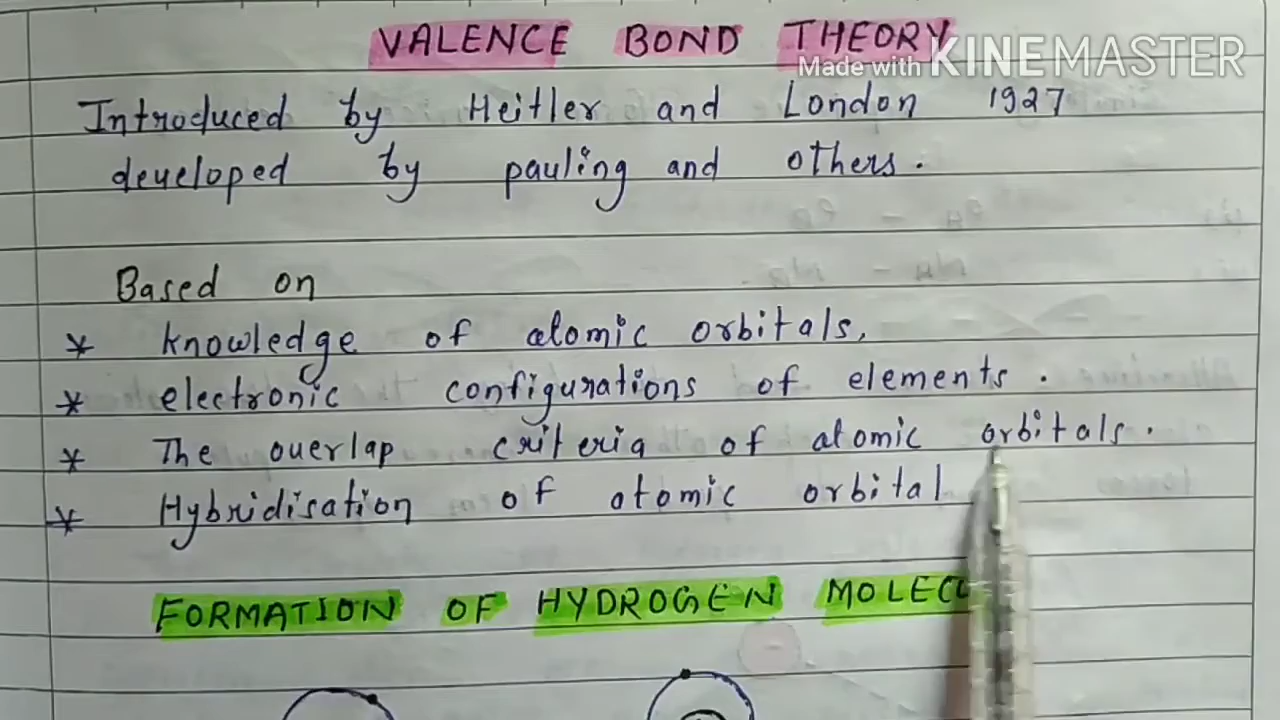 VALENCE BOND THEORY
Made with KINEMASTER
Introduced by Heitler and London 1927
developed by pauling and others.
Based on
* knowledge of atomic orbitals,
* electronic configurations of elements.
* The overlap criteria of atomic orbitals.
* Hybridisation of atomic orbital
FORMATION OF HYDROGEN MOLEC